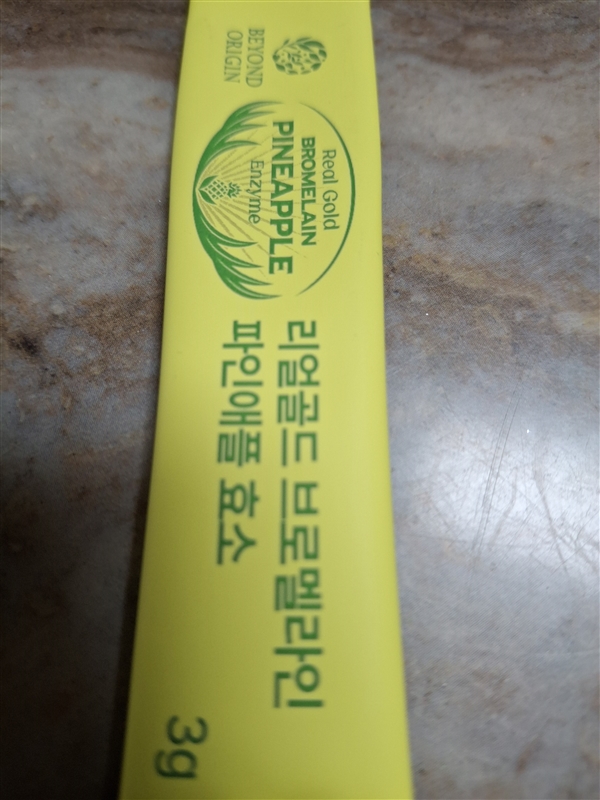 BEYOND
ORIGIN
Real Gold
BROMELAIN
PINEAPPLE
Enzyme
리얼골드 브로멜라인
파인애플 효소
3g